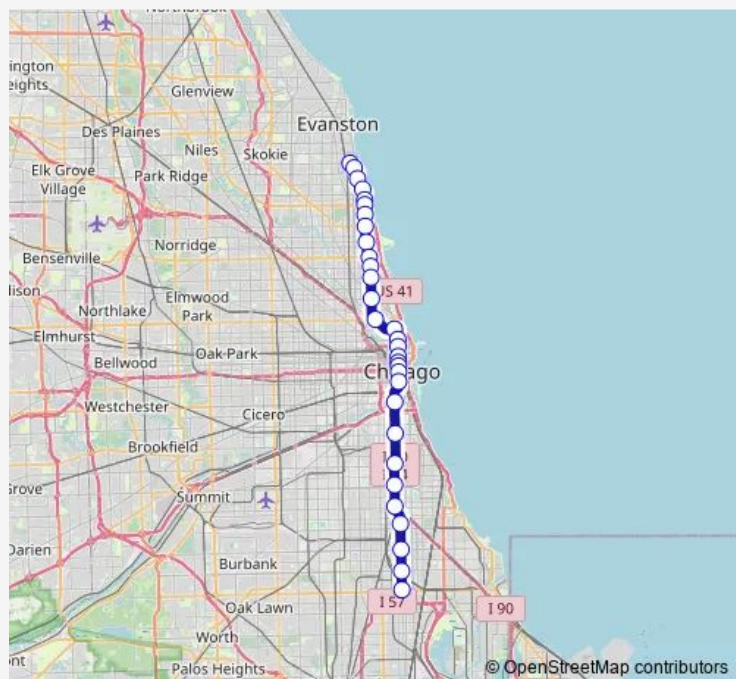 Evanston
Glenview
Des Plaines
Niles
Skokie
Elk Grove
Village
Park Ridge
Norridge
Bensenville
Elmwood
Park
US 41
Northlake
Elmhurst
Oak Park
Bellwood
Chicago
Westchester
Cicero
Brookfield
Summit
Darien
Burbank
I 57
Oak Lawn
I 90
Worth
Palos Heights
© OpenStreetMap contributors